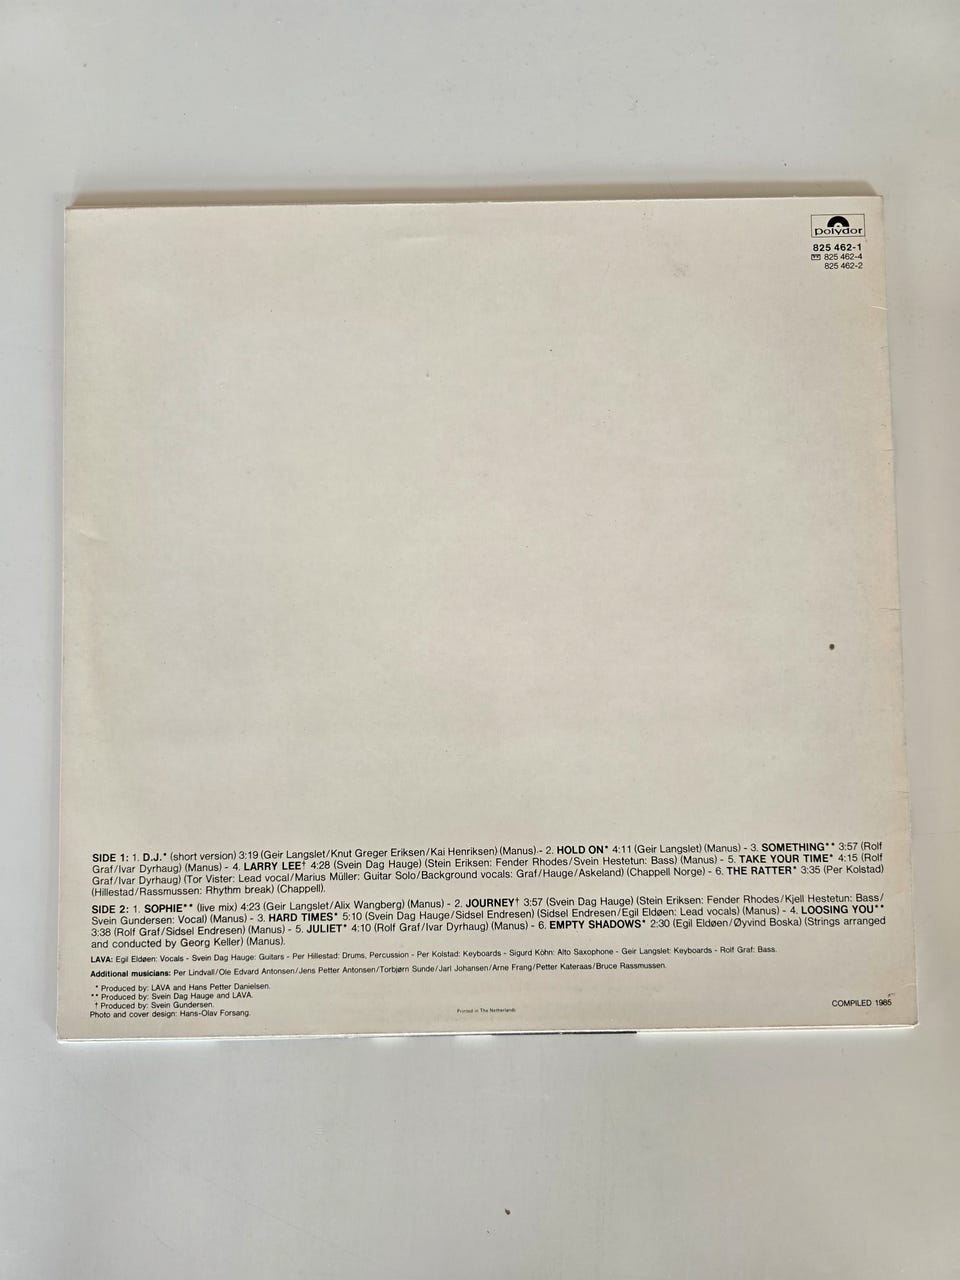 polydor
825 462-1
825 462-4
825 462-2
SIDE 1: 1. D.J.* (short version) 3:19 (Geir Langslet/Knut Greger Eriksen/Kai Henriksen) (Manus).- 2. HOLD ON* 4:11 (Geir Langslet) (Manus) - 3. SOMETHING** 3:57 (Rolf
Graf/Ivar Dyrhaug) (Manus) - 4. LARRY LEE† 4:28 (Svein Dag Hauge) (Stein Eriksen: Fender Rhodes/Svein Hestetun: Bass) (Manus) - 5. TAKE YOUR TIME* 4:15 (Rolf
Graf/Ivar Dyrhaug) (Tor Vister: Lead vocal/Marius Müller: Guitar Solo/Background vocals: Graf/Hauge/Askeland) (Chappell Norge) - 6. THE RATTER* 3:35 (Per Kolstad)
(Hillestad/Rassmussen: Rhythm break) (Chappell).
SIDE 2: 1. SOPHIE** (live mix) 4:23 (Geir Langslet/Alix Wangberg) (Manus) - 2. JOURNEY† 3:57 (Svein Dag Hauge) (Stein Eriksen: Fender Rhodes/Kjell Hestetun: Bass/
Svein Gundersen: Vocal) (Manus) - 3. HARD TIMES* 5:10 (Svein Dag Hauge/Sidsel Endresen) (Sidsel Endresen/Egil Eldøen: Lead vocals) (Manus) - 4. LOOSING YOU**
3:38 (Rolf Graf/Sidsel Endresen) (Manus) - 5. JULIET* 4:10 (Rolf Graf/Ivar Dyrhaug) (Manus) - 6. EMPTY SHADOWS* 2:30 (Egil Eldøen/Øyvind Boska) (Strings arranged
and conducted by Georg Keller) (Manus).
LAVA: Egil Eldøen: Vocals - Svein Dag Hauge: Guitars - Per Hillestad: Drums, Percussion - Per Kolstad: Keyboards - Sigurd Köhn: Alto Saxophone - Geir Langslet: Keyboards - Rolf Graf: Bass.
Additional musicians: Per Lindvall/Ole Edvard Antonsen/Jens Petter Antonsen/Torbjørn Sunde/Jarl Johansen/Arne Frang/Petter Kateraas/Bruce Rassmussen.
* Produced by: LAVA and Hans Petter Danielsen.
** Produced by: Svein Dag Hauge and LAVA.
† Produced by: Svein Gundersen.
Photo and cover design: Hans-Olav Forsang.
Printed in The Netherlands
COMPILED 1985